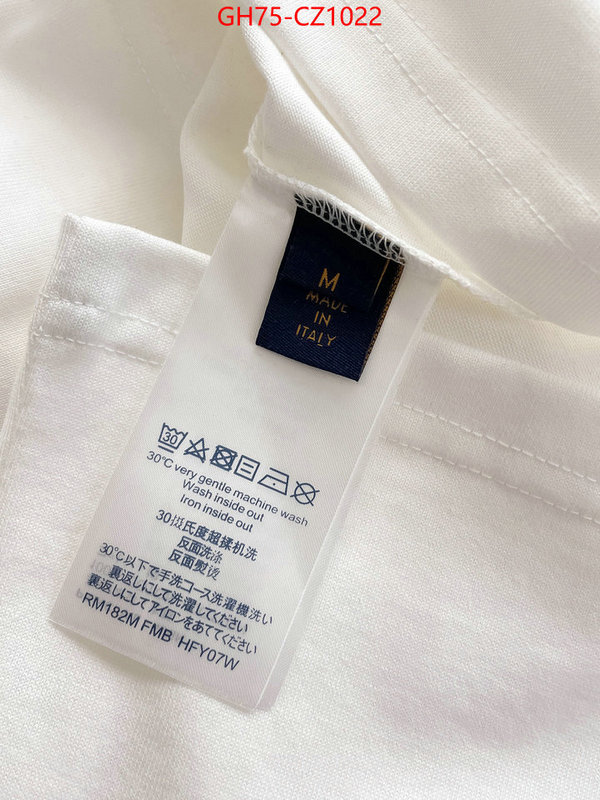 GH75-CZ1022
M
MADE
IN
ITALY
30
30°C very gentle machine wash
Wash inside out
Iron inside out
30摄氏度超揉机洗
反面洗涤
反面熨烫
30°C以下で手洗コース洗濯機洗い
裏返しにして洗濯してください
裏返しにしてアイロンをあててください
RM182M FMB HFY07W